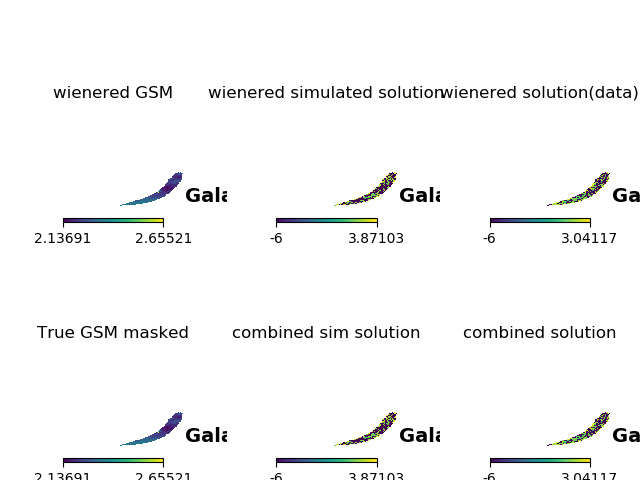 wienered GSM wienered simulated solution wienered solution(data)
Gala Gala Ga
2.13691 2.65521 -6 3.87103 -6 3.04117
True GSM masked combined sim solution combined solution
Gala Gala Ga
2.13691 2.65521 -6 3.87103 -6 3.04117